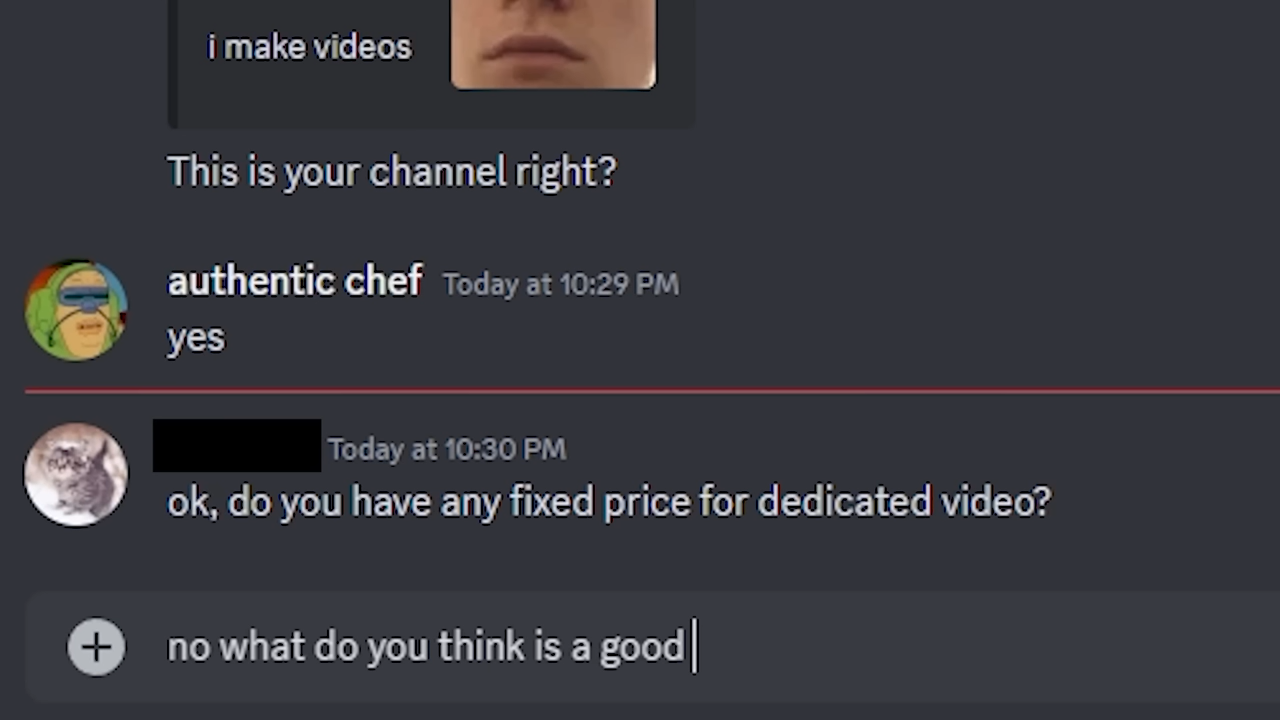 i make videos
This is your channel right?
authentic chef Today at 10:29 PM
yes
Today at 10:30 PM
ok, do you have any fixed price for dedicated video?
no what do you think is a good